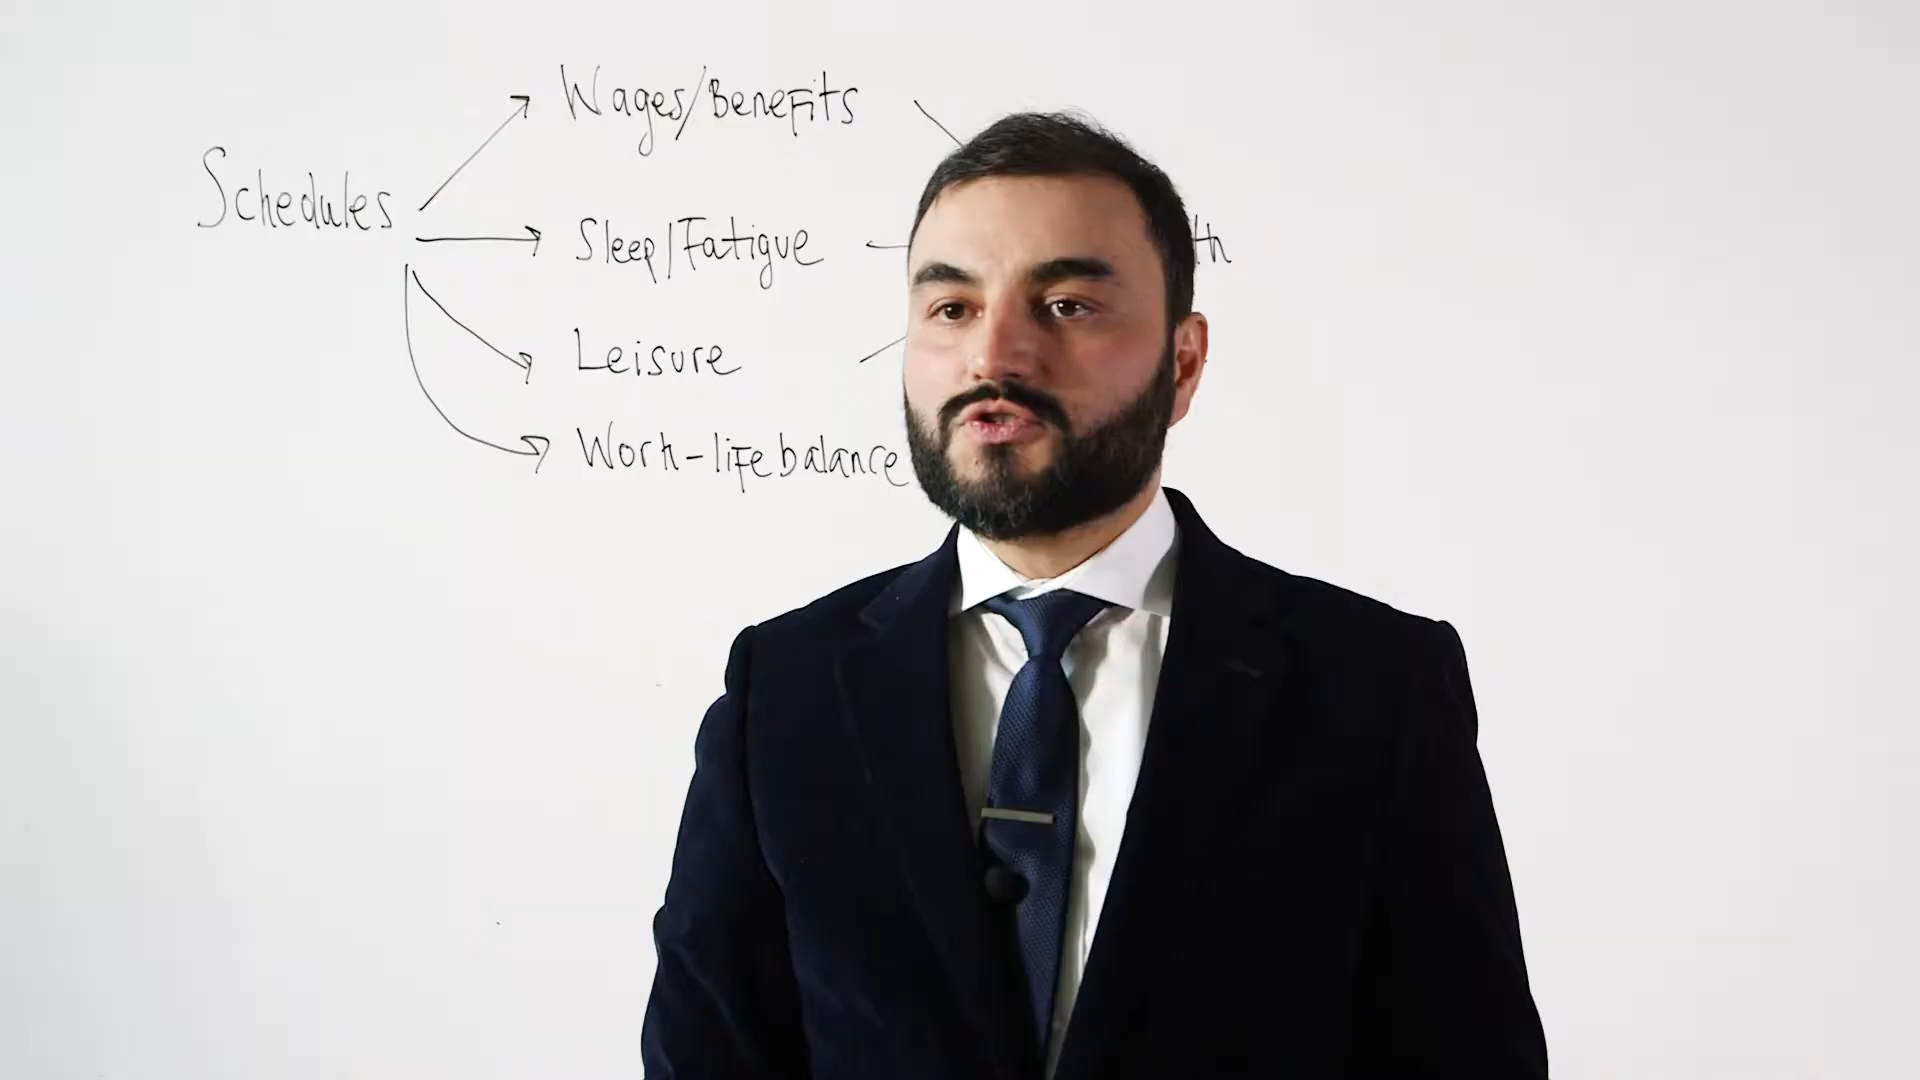 Schedules
Wages/Benefits
Sleep/Fatigue
Leisure
Work-life balance